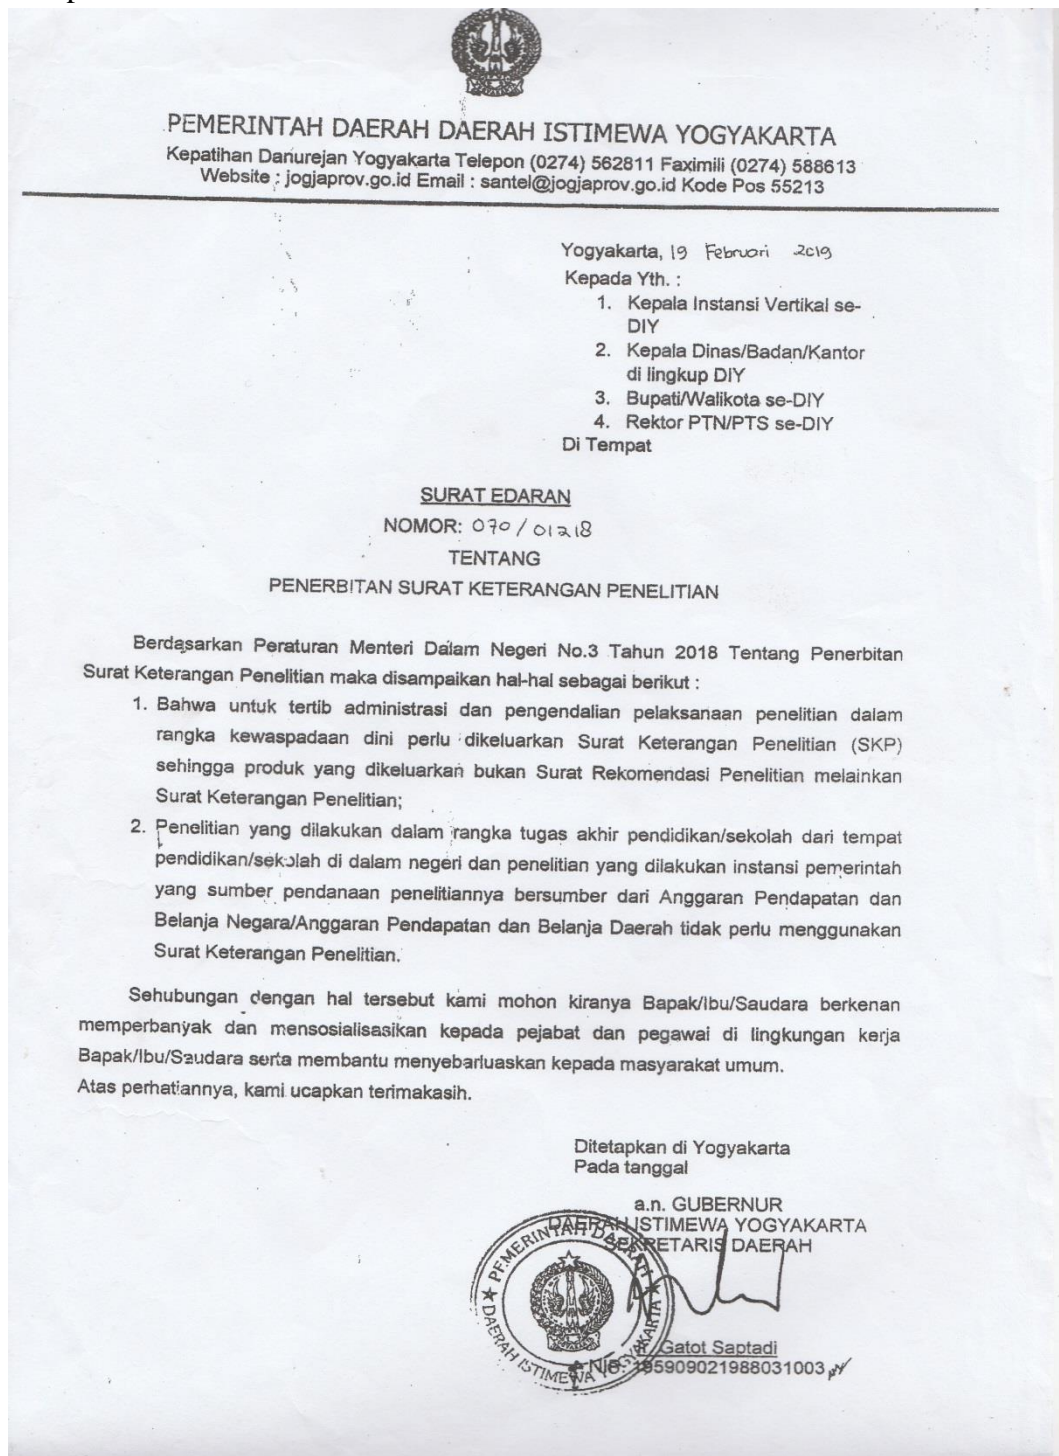 PEMERINTAH DAERAH DAERAH ISTIMEWA YOGYAKARTA
Kepatihan Danurejan Yogyakarta Telepon (0274) 562811 Faximili (0274) 588613
Website : jogjaprov.go.id Email : santel@jogjaprov.go.id Kode Pos 55213
Yogyakarta, 19 Februari 2019
Kepada Yth. :
1. Kepala Instansi Vertikal se-
DIY
2. Kepala Dinas/Badan/Kantor
di lingkup DIY
3. Bupati/Walikota se-DIY
4. Rektor PTN/PTS se-DIY
Di Tempat
SURAT EDARAN
NOMOR: 070/01218
TENTANG
PENERBITAN SURAT KETERANGAN PENELITIAN
Berdasarkan Peraturan Menteri Dalam Negeri No.3 Tahun 2018 Tentang Penerbitan
Surat Keterangan Penelitian maka disampaikan hal-hal sebagai berikut :
1. Bahwa untuk tertib administrasi dan pengendalian pelaksanaan penelitian dalam
rangka kewaspadaan dini perlu dikeluarkan Surat Keterangan Penelitian (SKP)
sehingga produk yang dikeluarkan bukan Surat Rekomendasi Penelitian melainkan
Surat Keterangan Penelitian;
2. Penelitian yang dilakukan dalam rangka tugas akhir pendidikan/sekolah dari tempat
pendidikan/sekolah di dalam negeri dan penelitian yang dilakukan instansi pemerintah
yang sumber pendanaan penelitiannya bersumber dari Anggaran Pendapatan dan
Belanja Negara/Anggaran Pendapatan dan Belanja Daerah tidak perlu menggunakan
Surat Keterangan Penelitian.
Sehubungan dengan hal tersebut kami mohon kiranya Bapak/Ibu/Saudara berkenan
memperbanyak dan mensosialisasikan kepada pejabat dan pegawai di lingkungan kerja
Bapak/Ibu/Saudara serta membantu menyebarluaskan kepada masyarakat umum.
Atas perhatiannya, kami ucapkan terimakasih.
Ditetapkan di Yogyakarta
Pada tanggal
a.n. GUBERNUR
DAERAH ISTIMEWA YOGYAKARTA
SEKRETARIS DAERAH
PEMERINTAH DAERAH
DAERAH ISTIMEWA YOGYAKARTA
Gatot Saptadi
NIP. 195909021988031003